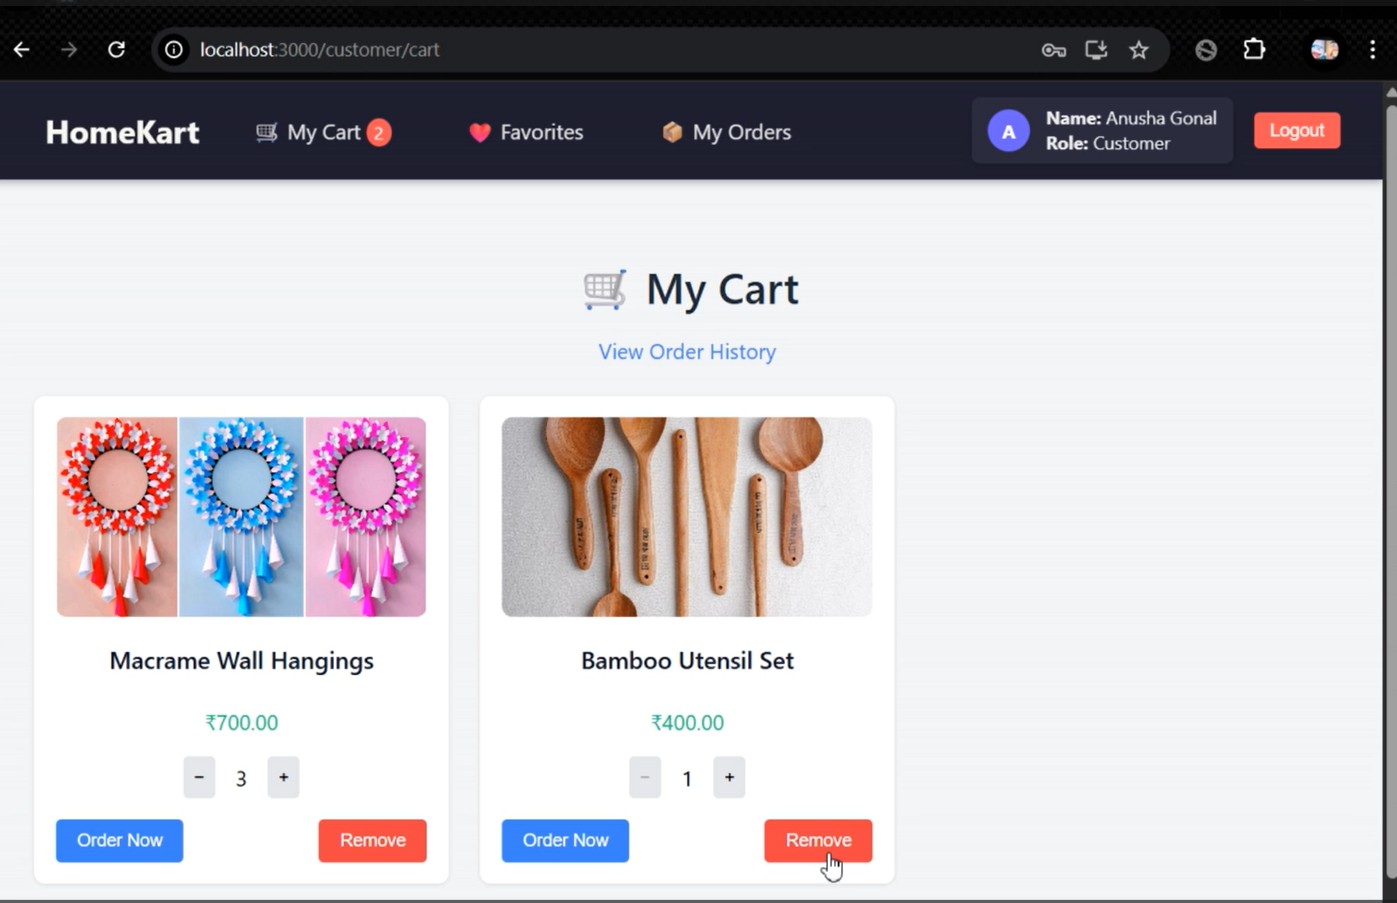 localhost:3000/customer/cart
HomeKart
My Cart 2
Favorites
My Orders
A
Name: Anusha Gonal
Role: Customer
Logout
My Cart
View Order History
Macrame Wall Hangings
₹700.00
- 3 +
Order Now
Remove
Bamboo Utensil Set
₹400.00
- 1 +
Order Now
Remove